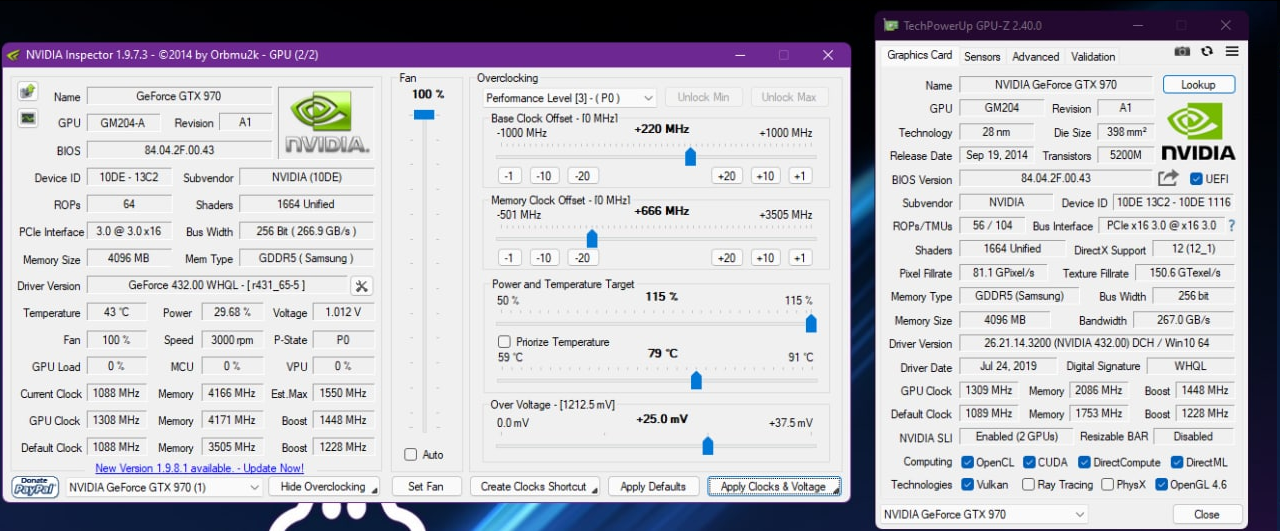 NVIDIA Inspector 1.9.7.3 - ©2014 by Orbmu2k - GPU (2/2)
Name GeForce GTX 970
GPU GM204-A Revision A1
BIOS 84.04.2F.00.43
NVIDIA.
Device ID 10DE - 13C2 Subvendor NVIDIA (10DE)
ROPs 64 Shaders 1664 Unified
PCIe Interface 3.0 @ 3.0 x16 Bus Width 256 Bit ( 266.9 GB/s )
Memory Size 4096 MB Mem Type GDDR5 ( Samsung )
Driver Version GeForce 432.00 WHQL - [ r431_65-5 ]
Temperature 43 °C Power 29.68 % Voltage 1.012 V
Fan 100 % Speed 3000 rpm P-State P0
GPU Load 0 % MCU 0 % VPU 0 %
Current Clock 1088 MHz Memory 4166 MHz Est.Max 1550 MHz
GPU Clock 1308 MHz Memory 4171 MHz Boost 1448 MHz
Default Clock 1088 MHz Memory 3505 MHz Boost 1228 MHz
New Version 1.9.8.1 available. - Update Now!
Donate
PayPal
NVIDIA GeForce GTX 970 (1)
Hide Overclocking
Fan
100 %
Auto
Set Fan
Overclocking
Performance Level [3] - ( P0 ) Unlock Min Unlock Max
Base Clock Offset - [0 MHz]
-1000 MHz +220 MHz +1000 MHz
-1 -10 -20 +20 +10 +1
Memory Clock Offset - [0 MHz]
-501 MHz +666 MHz +3505 MHz
-1 -10 -20 +20 +10 +1
Power and Temperature Target
50 % 115 % 115 %
Priorize Temperature
59 °C 79 °C 91 °C
Over Voltage - [1212.5 mV]
0.0 mV +25.0 mV +37.5 mV
Create Clocks Shortcut Apply Defaults Apply Clocks & Voltage
TechPowerUp GPU-Z 2.40.0
Graphics Card Sensors Advanced Validation
Name NVIDIA GeForce GTX 970 Lookup
GPU GM204 Revision A1
Technology 28 nm Die Size 398 mm²
Release Date Sep 19, 2014 Transistors 5200M
NVIDIA
BIOS Version 84.04.2F.00.43 UEFI
Subvendor NVIDIA Device ID 10DE 13C2 - 10DE 1116
ROPs/TMUs 56 / 104 Bus Interface PCIe x16 3.0 @ x16 3.0 ?
Shaders 1664 Unified DirectX Support 12 (12_1)
Pixel Fillrate 81.1 GPixel/s Texture Fillrate 150.6 GTexel/s
Memory Type GDDR5 (Samsung) Bus Width 256 bit
Memory Size 4096 MB Bandwidth 267.0 GB/s
Driver Version 26.21.14.3200 (NVIDIA 432.00) DCH / Win10 64
Driver Date Jul 24, 2019 Digital Signature WHQL
GPU Clock 1309 MHz Memory 2086 MHz Boost 1448 MHz
Default Clock 1089 MHz Memory 1753 MHz Boost 1228 MHz
NVIDIA SLI Enabled (2 GPUs) Resizable BAR Disabled
Computing OpenCL CUDA DirectCompute DirectML
Technologies Vulkan Ray Tracing PhysX OpenGL 4.6
NVIDIA GeForce GTX 970 Close